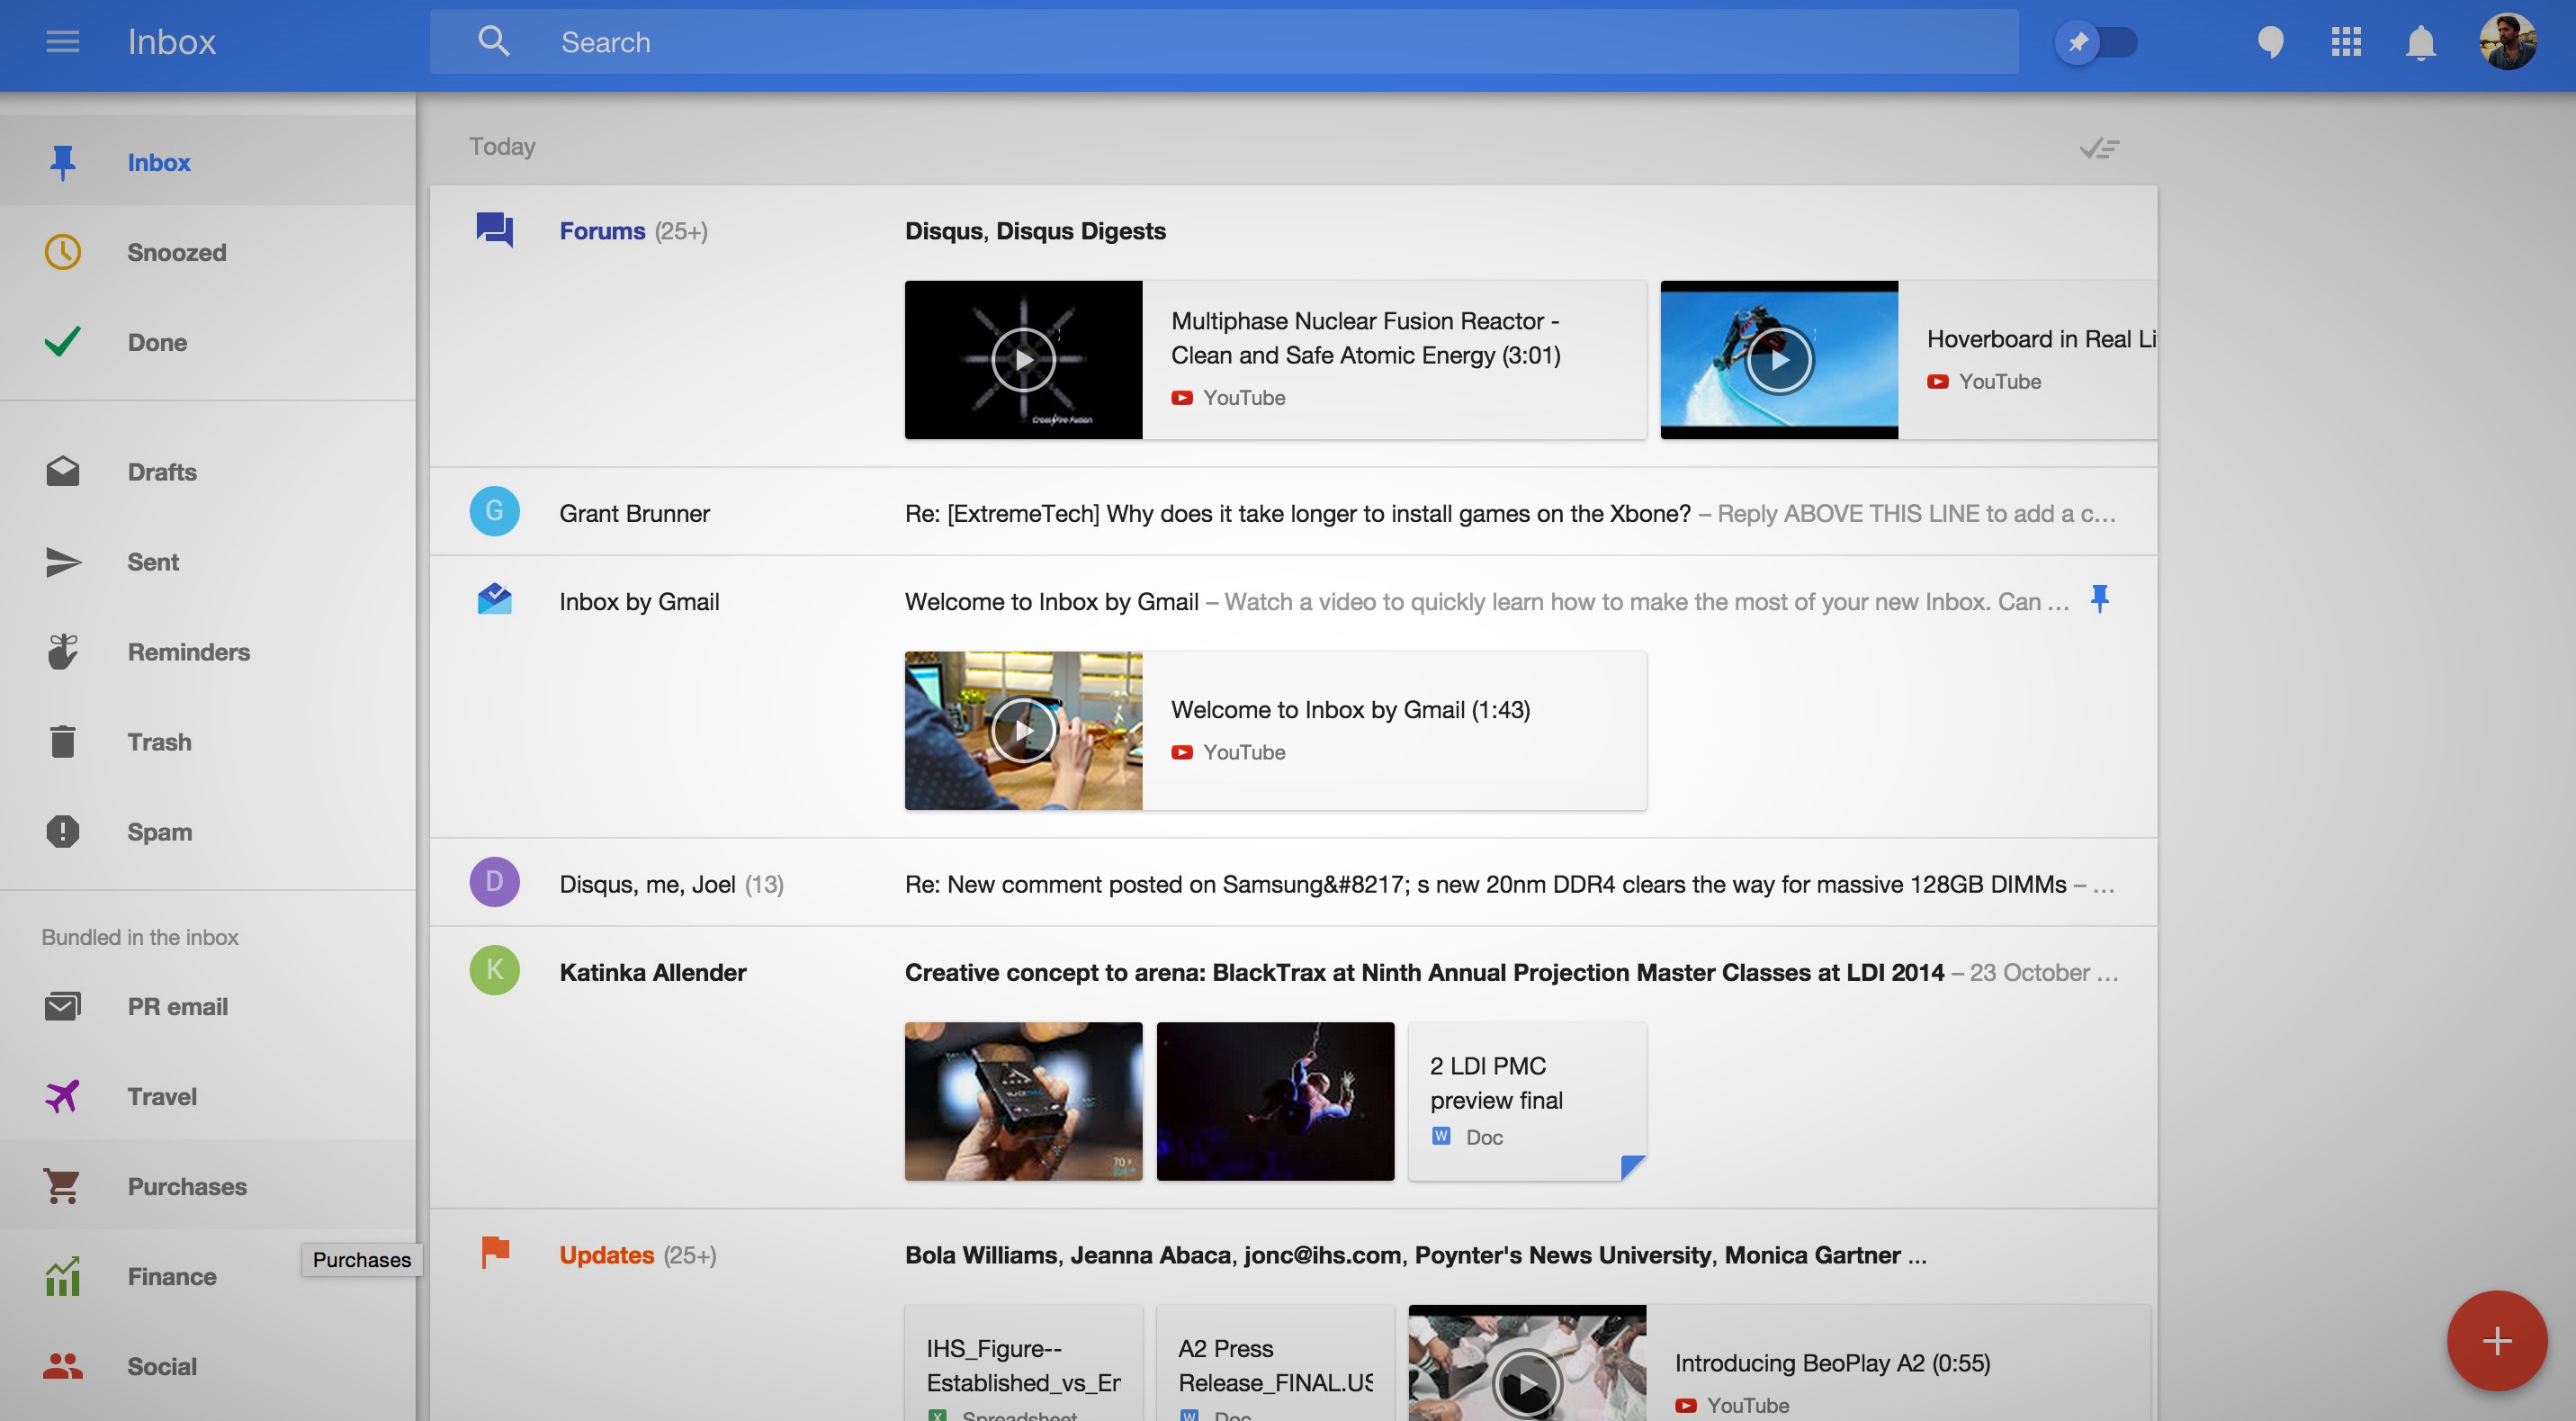 Inbox
Search
Inbox
Snoozed
Done
Drafts
Sent
Reminders
Trash
Spam
Bundled in the inbox
PR email
Travel
Purchases
Purchases
Finance
Social
Today
Forums (25+)
Disqus, Disqus Digests
CrossFire Fusion
Multiphase Nuclear Fusion Reactor -
Clean and Safe Atomic Energy (3:01)
YouTube
Hoverboard in Real Li
YouTube
G
Grant Brunner
Re: [ExtremeTech] Why does it take longer to install games on the Xbone? – Reply ABOVE THIS LINE to add a c…
Inbox by Gmail
Welcome to Inbox by Gmail – Watch a video to quickly learn how to make the most of your new Inbox. Can …
Welcome to Inbox by Gmail (1:43)
YouTube
D
Disqus, me, Joel (13)
Re: New comment posted on Samsung&#8217; s new 20nm DDR4 clears the way for massive 128GB DIMMs – …
K
Katinka Allender
Creative concept to arena: BlackTrax at Ninth Annual Projection Master Classes at LDI 2014 – 23 October …
2 LDI PMC
preview final
W Doc
Updates (25+)
Bola Williams, Jeanna Abaca, jonc@ihs.com, Poynter's News University, Monica Gartner ...
IHS_Figure--
Established_vs_Er
X Spreadsheet
A2 Press
Release_FINAL.US
W Doc
Introducing BeoPlay A2 (0:55)
YouTube